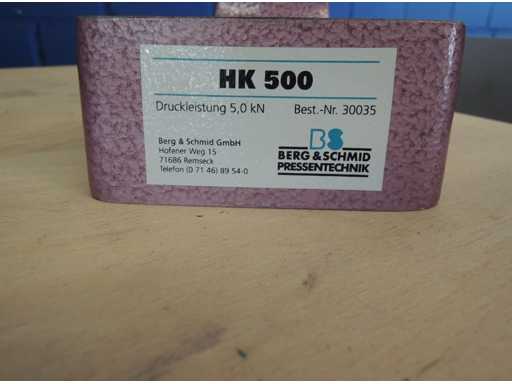 HK 500
Druckleistung 5,0 kN Best.-Nr. 30035
Berg & Schmid GmbH
Hofener Weg 15
71686 Remseck
Telefon (0 71 46) 89 54-0
BS
BERG & SCHMID
PRESSENTECHNIK